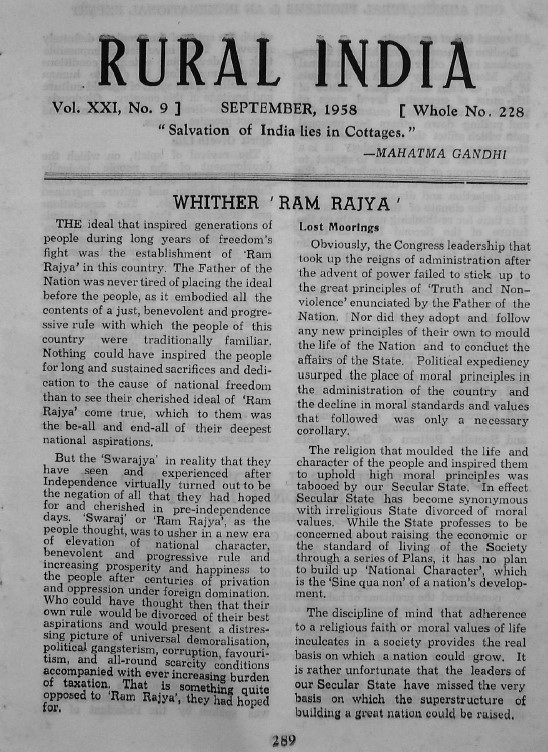 RURAL INDIA
Vol. XXI, No. 9 ] SEPTEMBER, 1958 [ Whole No. 228
"Salvation of India lies in Cottages."
—MAHATMA GANDHI
WHITHER 'RAM RAJYA'
THE ideal that inspired generations of
people during long years of freedom's
fight was the establishment of 'Ram
Rajya' in this country. The Father of the
Nation was never tired of placing the ideal
before the people, as it embodied all the
contents of a just, benevolent and progre-
ssive rule with which the people of this
country were traditionally familiar.
Nothing could have inspired the people
for long and sustained sacrifices and dedi-
cation to the cause of national freedom
than to see their cherished ideal of 'Ram
Rajya' come true, which to them was
the be-all and end-all of their deepest
national aspirations.
But the 'Swarajya' in reality that they
have seen and experienced after
Independence virtually turned out to be
the negation of all that they had hoped
for and cherished in pre-independence
days. 'Swaraj' or 'Ram Rajya', as the
people thought, was to usher in a new era
of elevation of national character,
benevolent and progressive rule and
increasing prosperity and happiness to
the people after centuries of privation
and oppression under foreign domination.
Who could have thought then that their
own rule would be divorced of their best
aspirations and would present a distres-
sing picture of universal demoralisation,
political gangsterism, corruption, favouri-
tism, and all-round scarcity conditions
accompanied with ever increasing burden
of taxation. That is something quite
opposed to 'Ram Rajya', they had hoped
for.
Lost Moorings
Obviously, the Congress leadership that
took up the reigns of administration after
the advent of power failed to stick up to
the great principles of 'Truth and Non-
violence' enunciated by the Father of the
Nation. Nor did they adopt and follow
any new principles of their own to mould
the life of the Nation and to conduct the
affairs of the State. Political expediency
usurped the place of moral principles in
the administration of the country and
the decline in moral standards and values
that followed was only a necessary
corollary.
The religion that moulded the life and
character of the people and inspired them
to uphold high moral principles was
tabooed by our Secular State. In effect
Secular State has become synonymous
with irreligious State divorced of moral
values. While the State professes to be
concerned about raising the economic or
the standard of living of the Society
through a series of Plans, it has no plan
to build up 'National Character', which
is the 'Sine qua non' of a nation's develop-
ment.
The discipline of mind that adherence
to a religious faith or moral values of life
inculcates in a society provides the real
basis on which a nation could grow. It
is rather unfortunate that the leaders of
our Secular State have missed the very
basis on which the superstructure of
building a great nation could be raised.
289